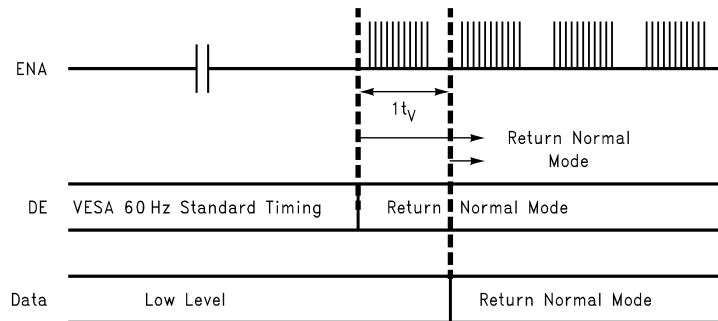 ENA
1tV
Return Normal
Mode
DE VESA 60 Hz Standard Timing Return Normal Mode
Data Low Level Return Normal Mode